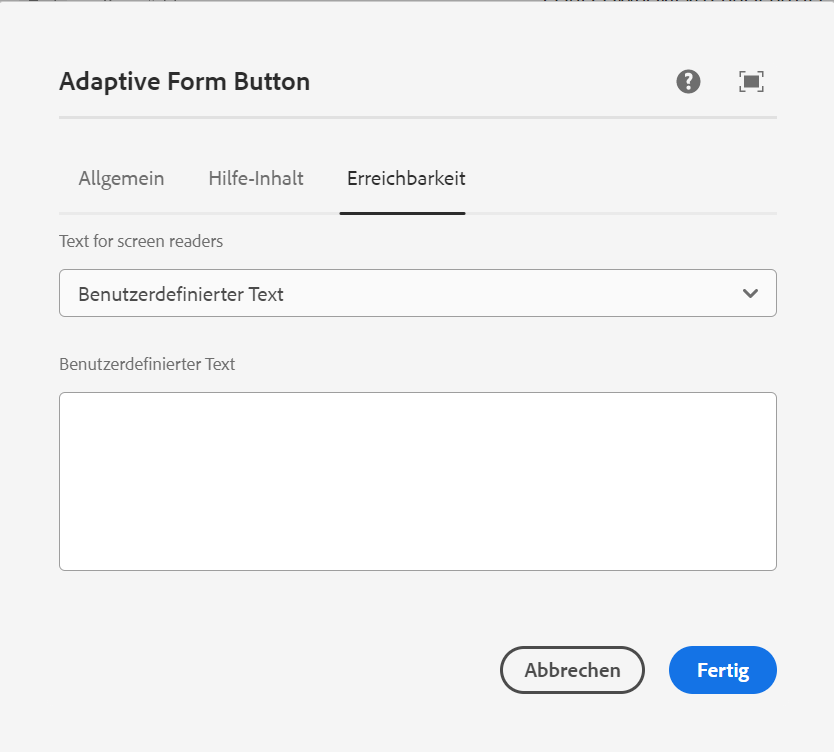 Adaptive Form Button
Allgemein Hilfe-Inhalt Erreichbarkeit
Text for screen readers
Benutzerdefinierter Text
Benutzerdefinierter Text
Abbrechen Fertig